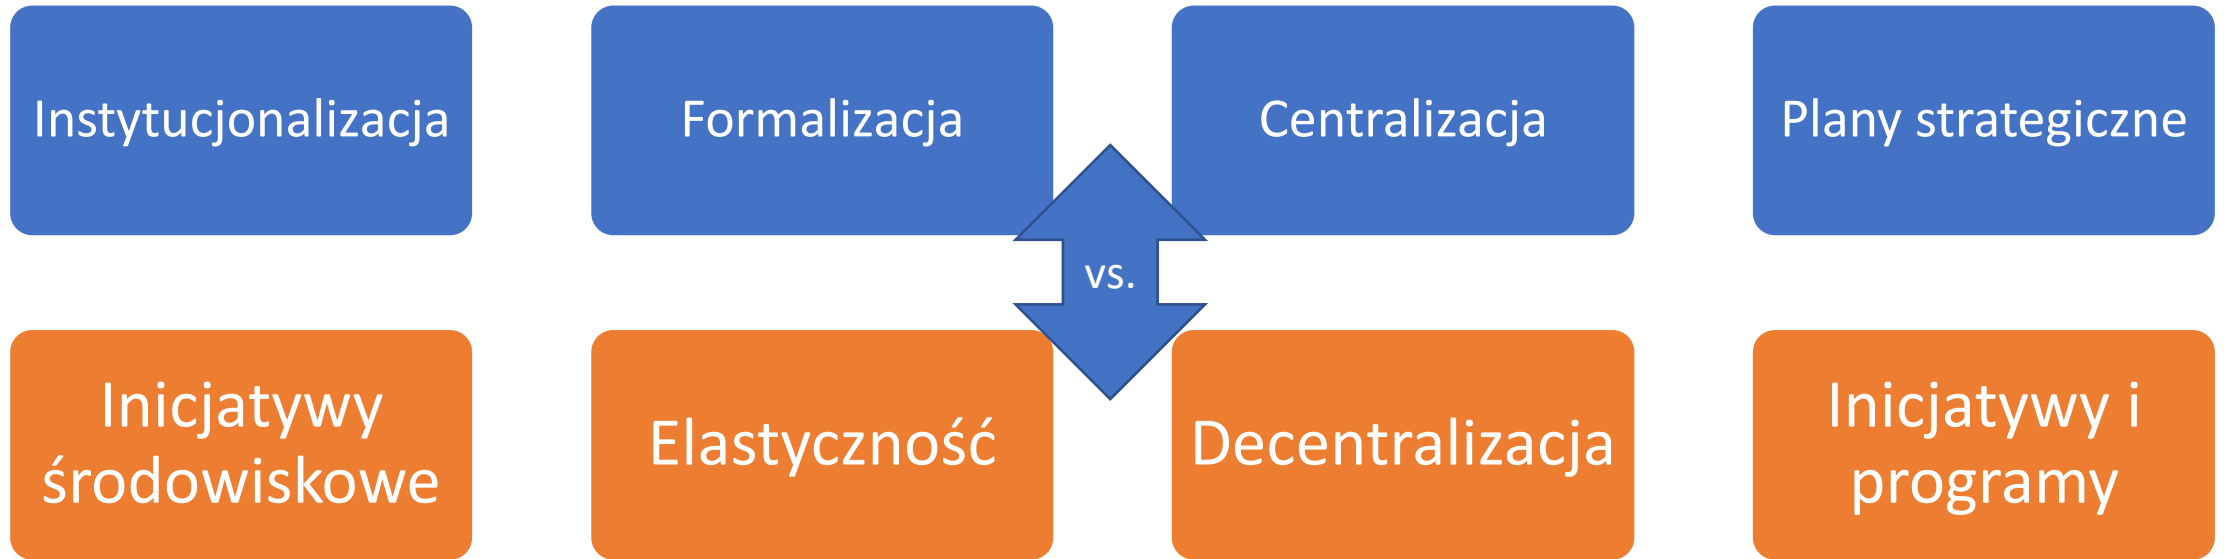 Instytucjonalizacja
Formalizacja
Centralizacja
Plany strategiczne
vs.
Inicjatywy
środowiskowe
Elastyczność
Decentralizacja
Inicjatywy i
programy